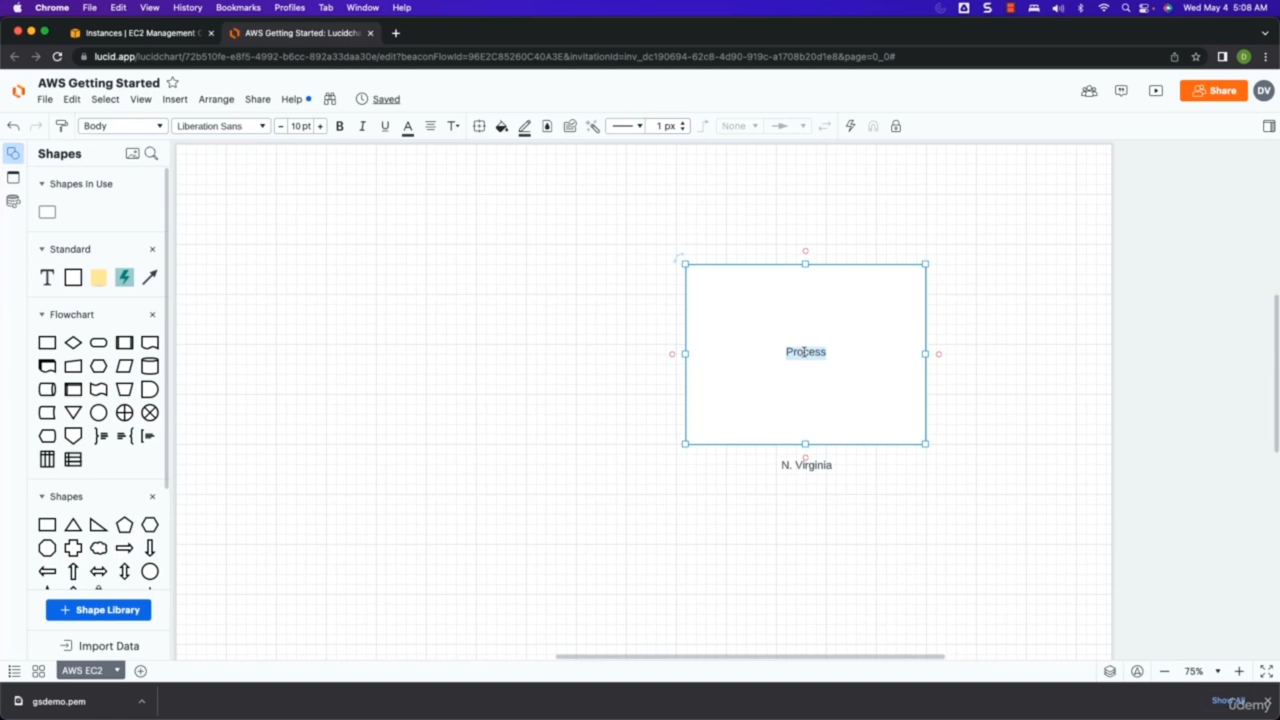 Chrome File Edit View History Bookmarks Profiles Tab Window Help Wed May 4 5:08 AM
Instances | EC2 Management C
AWS Getting Started: Lucidcha
lucid.app/lucidchart/72b510fe-e8f5-4992-b6cc-892a33daa30e/edit?beaconFlowId=96E2C85260C40A3E&invitationId=inv_dc190694-62c8-4d90-919c-a1708b20d1e8&page=0_0#
D
AWS Getting Started
File Edit Select View Insert Arrange Share Help Saved
Share DV
Body Liberation Sans 10 pt B I U A T 1 px None
Shapes
Shapes In Use
Standard
T
Flowchart
Process
N. Virginia
Shapes
+ Shape Library
Import Data
AWS EC2 75%
gsdemo.pem Show All
ûdemy